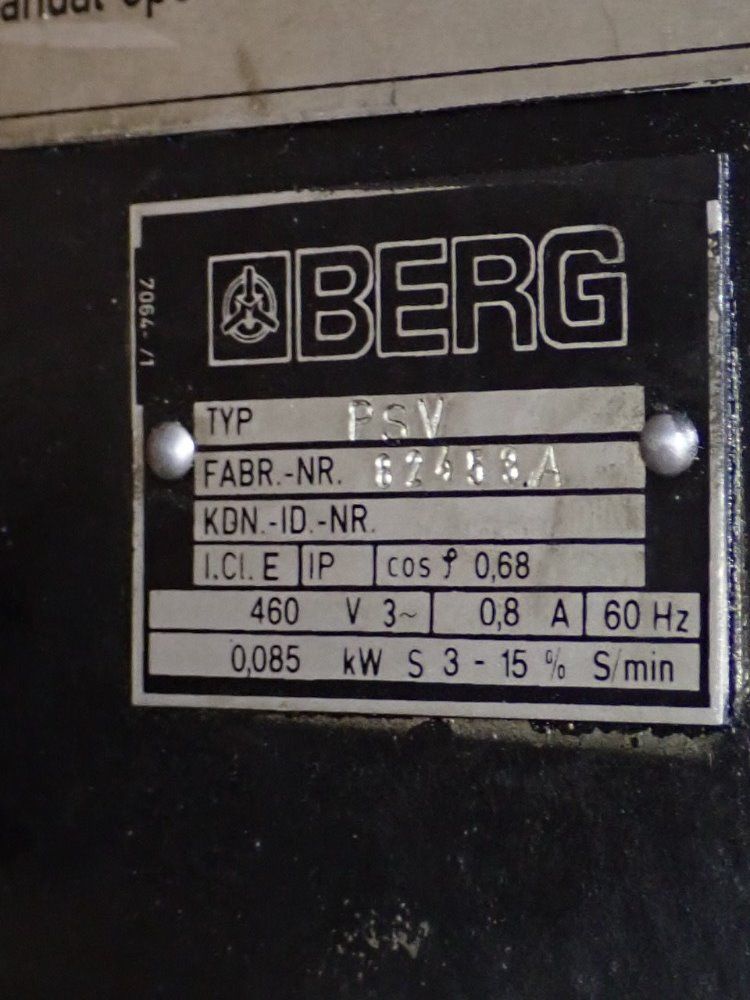 BERG
7064-/1
TYP PSV
FABR.-NR. 62453.A
KDN.-ID.-NR.
I.Cl. E IP cos φ 0,68
460 V 3~ 0,8 A 60 Hz
0,085 kW S 3 - 15 % S/min